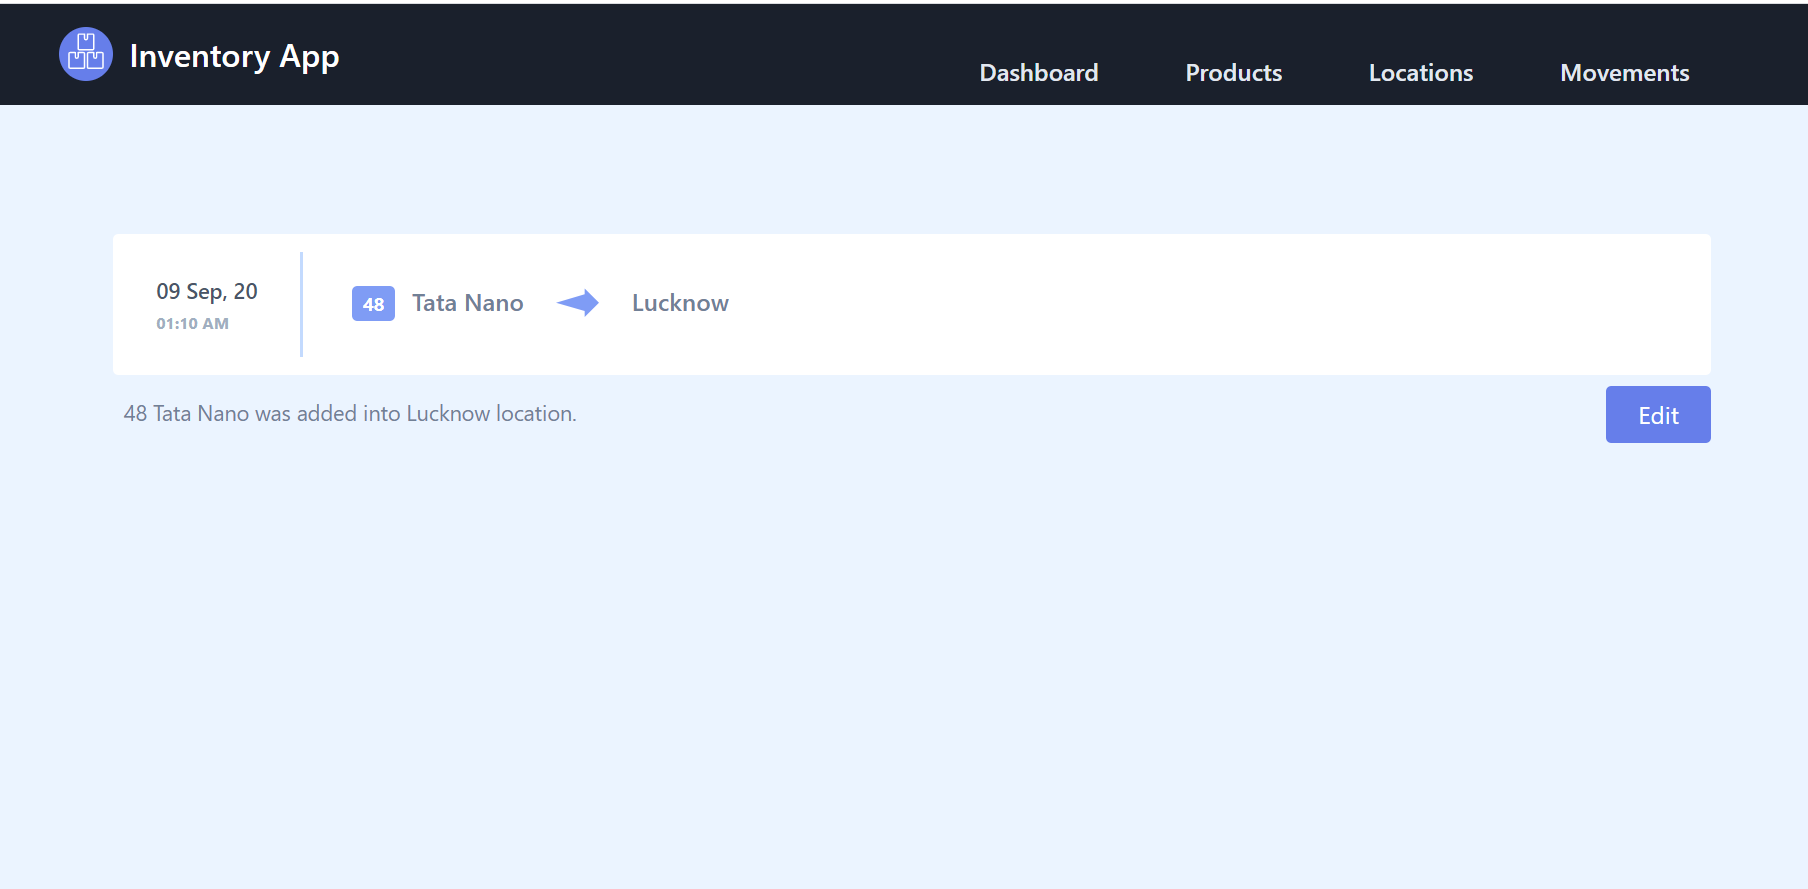 Inventory App
Dashboard Products Locations Movements
09 Sep, 20
01:10 AM
48 Tata Nano Lucknow
48 Tata Nano was added into Lucknow location.
Edit